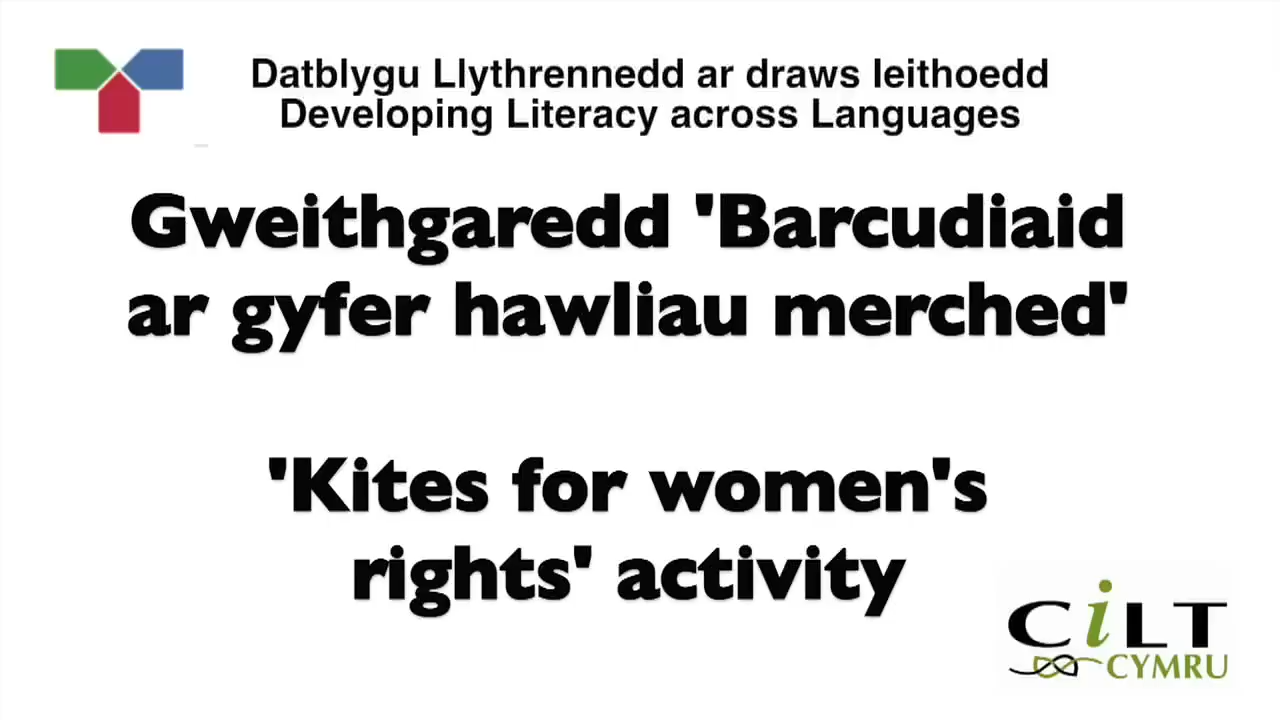 Datblygu Llythrennedd ar draws Ieithoedd
Developing Literacy across Languages
Gweithgaredd 'Barcudiaid
ar gyfer hawliau merched'
'Kites for women's
rights' activity
CiLT
CYMRU